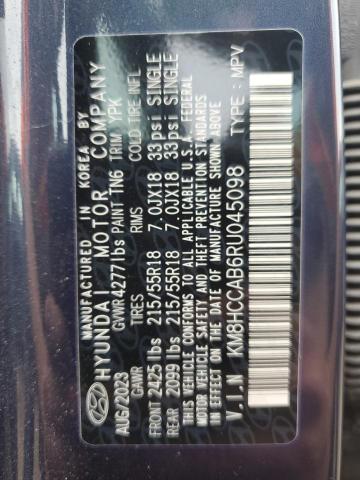 MANUFACTURED IN KOREA BY
HYUNDAI MOTOR COMPANY
AUG/2023 GVWR 4277lbs PAINT TN6 TRIM YPK
GAWR TIRES RIMS COLD TIRE INFL
FRONT 2425 lbs 215/55R18 7.0JX18 33psi SINGLE
REAR 2099 lbs 215/55R18 7.0JX18 33psi SINGLE
THIS VEHICLE CONFORMS TO ALL APPLICABLE U.S.A. FEDERAL
MOTOR VEHICLE SAFETY AND THEFT PREVENTION STANDARDS
IN EFFECT ON THE DATE OF MANUFACTURE SHOWN ABOVE.
V.I.N KM8HCCAB6RU045098 TYPE: MPV